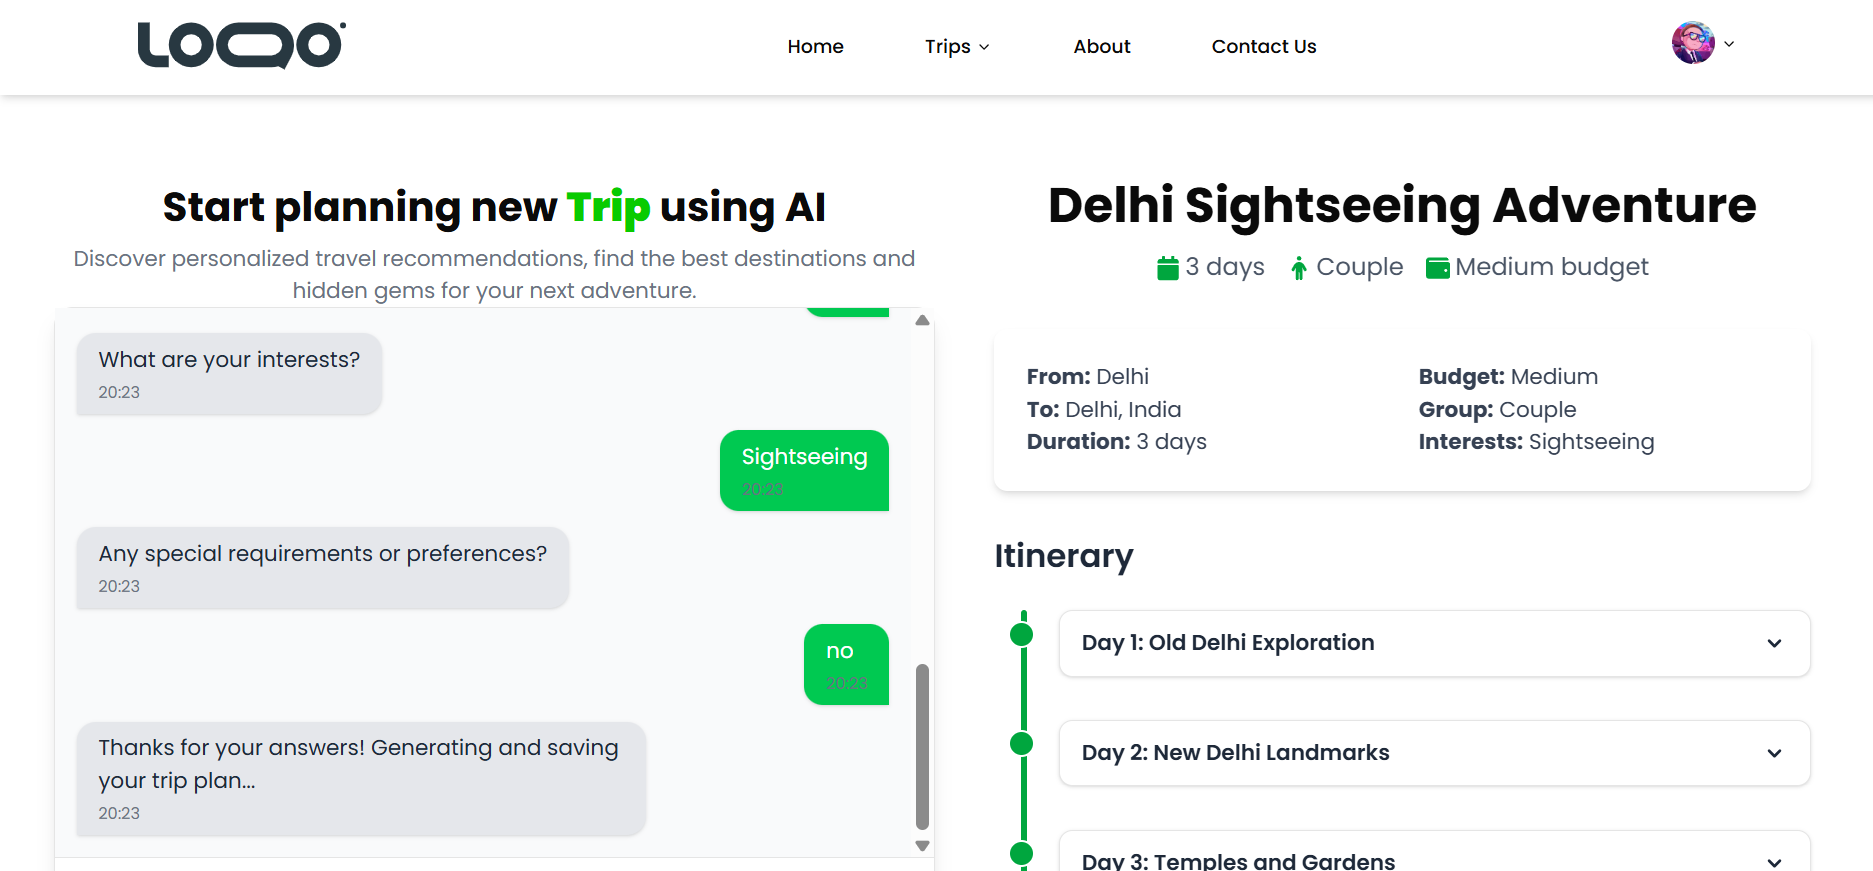 LOQO
Home
Trips
About
Contact Us
Start planning new Trip using AI
Discover personalized travel recommendations, find the best destinations and
hidden gems for your next adventure.
What are your interests?
20:23
Sightseeing
20:23
Any special requirements or preferences?
20:23
no
20:23
Thanks for your answers! Generating and saving
your trip plan...
20:23
Delhi Sightseeing Adventure
3 days
Couple
Medium budget
From: Delhi
To: Delhi, India
Duration: 3 days
Budget: Medium
Group: Couple
Interests: Sightseeing
Itinerary
Day 1: Old Delhi Exploration
Day 2: New Delhi Landmarks
Day 3: Temples and Gardens